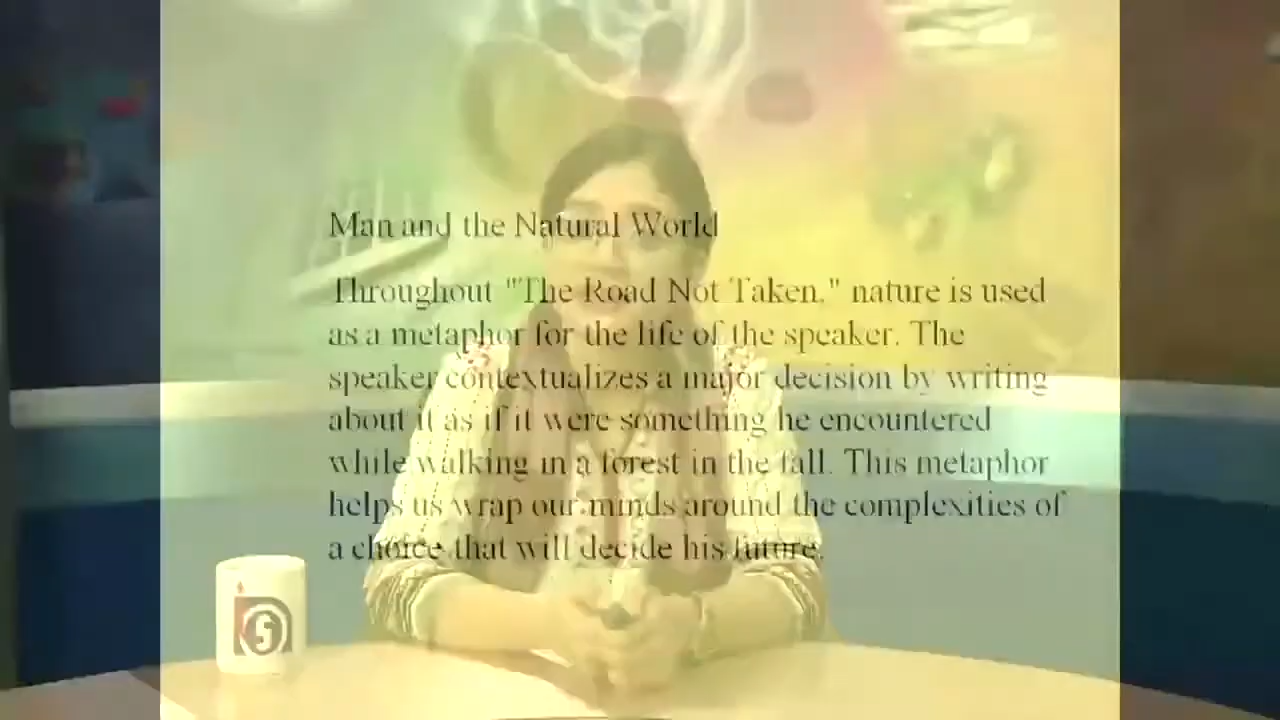 Man and the Natural World
Throughout "The Road Not Taken," nature is used
as a metaphor for the life of the speaker. The
speaker contextualizes a major decision by writing
about it as if it were something he encountered
while walking in a forest in the fall. This metaphor
helps us wrap our minds around the complexities of
a choice that will decide his future.